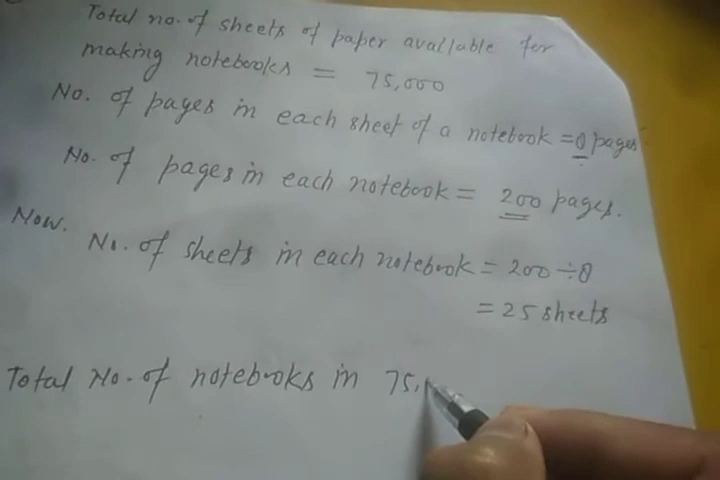 Total no. of sheets of paper available for
making notebooks = 75,000
No. of pages in each sheet of a notebook = 8 pages
No. of pages in each notebook = 200 pages.
Now.
No. of sheets in each notebook = 200 ÷ 8
= 25 sheets
Total No. of notebooks in 75,